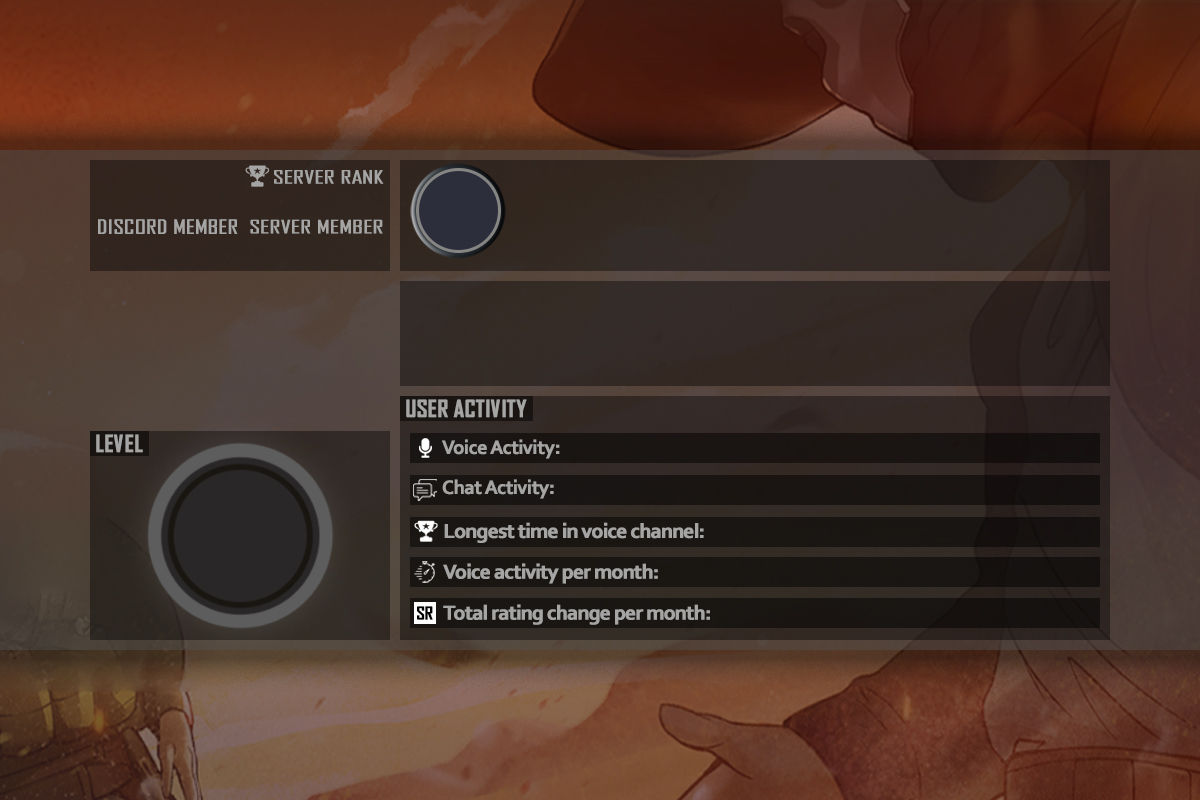 SERVER RANK
DISCORD MEMBER SERVER MEMBER
USER ACTIVITY
LEVEL
Voice Activity:
Chat Activity:
Longest time in voice channel:
Voice activity per month:
SR Total rating change per month: